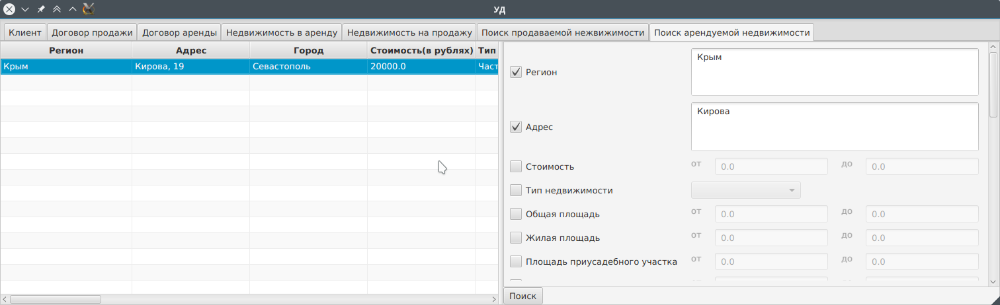 УД
Клиент Договор продажи Договор аренды Недвижимость в аренду Недвижимость на продажу Поиск продаваемой нежвижимости Поиск арендуемой недвижимости
Регион Адрес Город Стоимость(в рублях) Тип
Крым Кирова, 19 Севастополь 20000.0 Част
Регион Крым
Адрес Кирова
Стоимость от 0.0 до 0.0
Тип недвижимости
Общая площадь от 0.0 до 0.0
Жилая площадь от 0.0 до 0.0
Площадь приусадебного участка от 0.0 до 0.0
Поиск